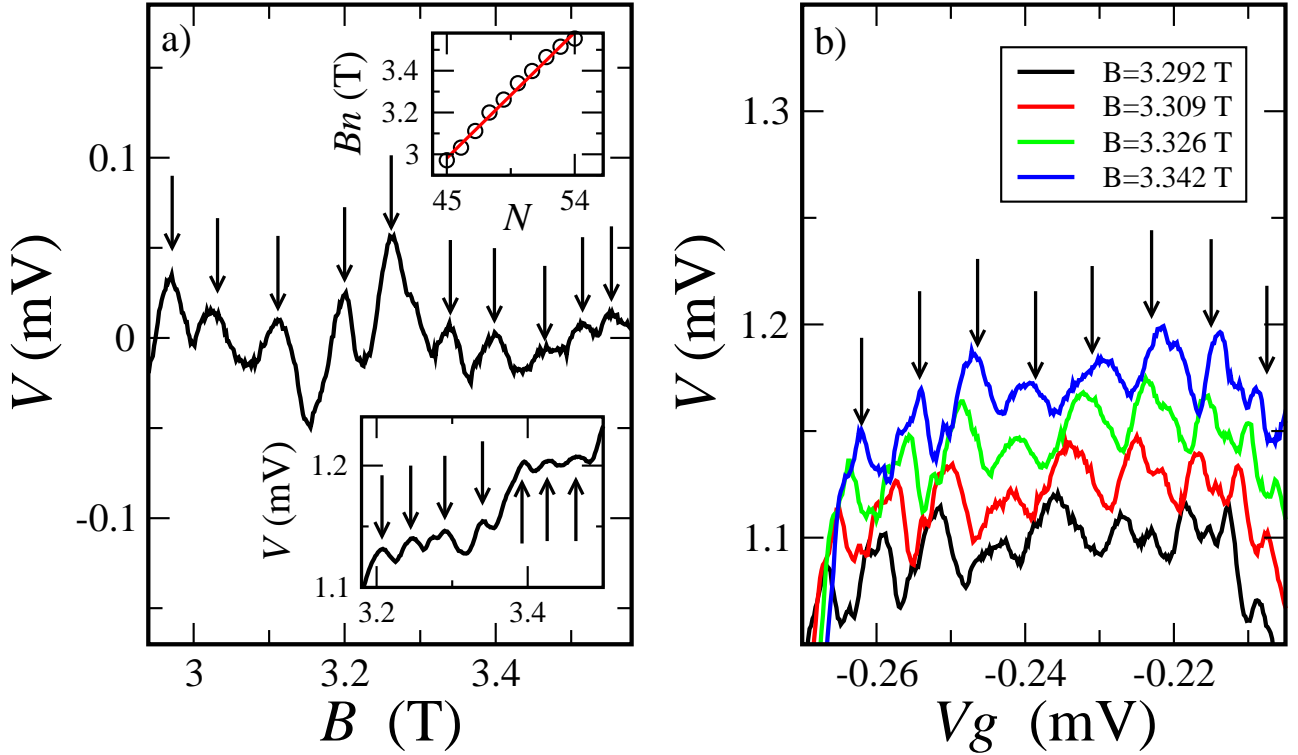 a)
0.1
0
-0.1
V (mV)
3
3.2
3.4
B (T)
3.4
3.2
3
Bn (T)
45
54
N
1.2
1.1
V (mV)
3.2
3.4
b)
B=3.292 T
B=3.309 T
B=3.326 T
B=3.342 T
1.3
1.2
1.1
V (mV)
-0.26
-0.24
-0.22
Vg (mV)